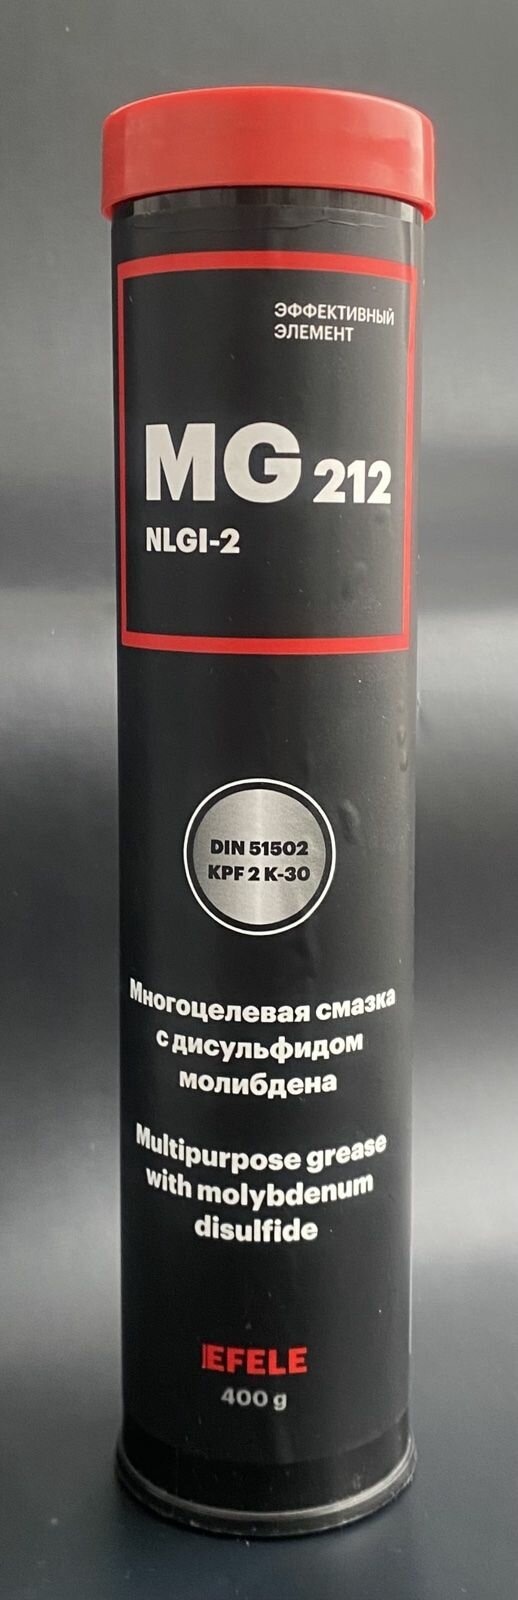 ЭФФЕКТИВНЫЙ
ЭЛЕМЕНТ
MG 212
NLGI-2
DIN 51502
KPF 2 K-30
Многоцелевая смазка
с дисульфидом
молибдена
Multipurpose grease
with molybdenum
disulfide
EFELE
400 g